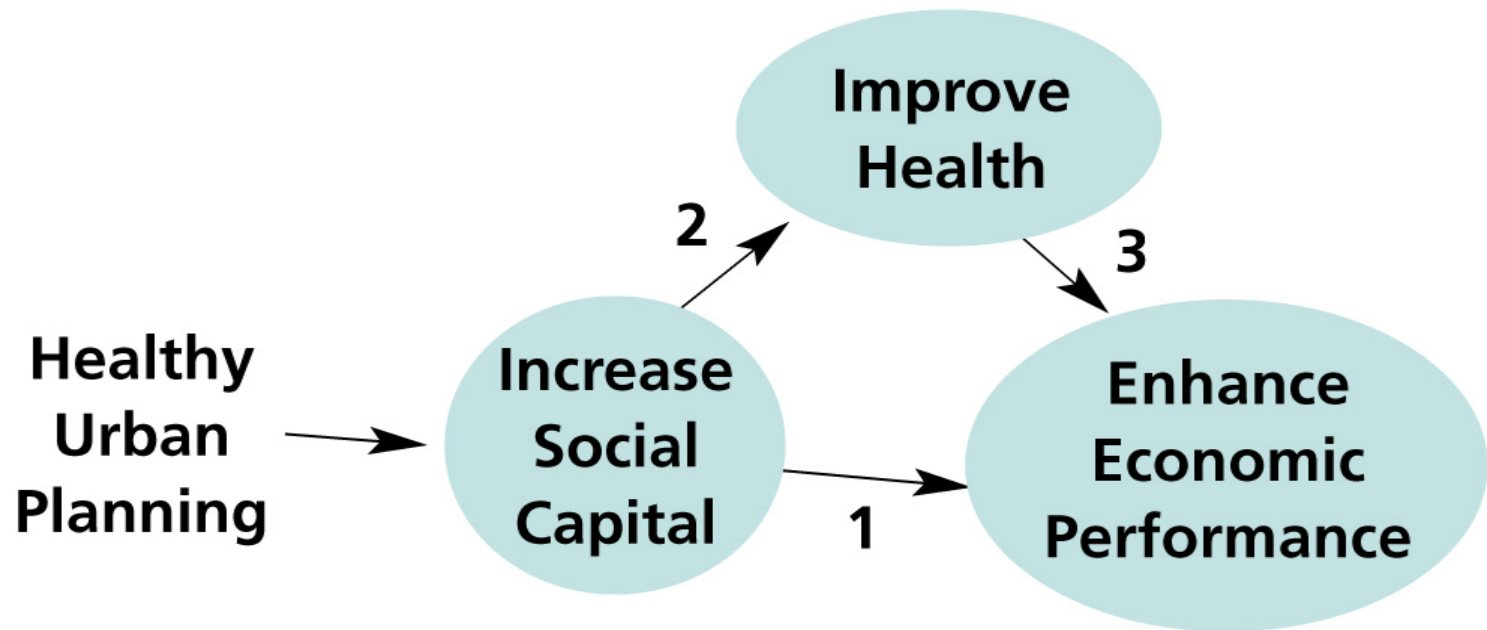 Healthy
Urban
Planning
Increase
Social
Capital
2
Improve
Health
3
1
Enhance
Economic
Performance